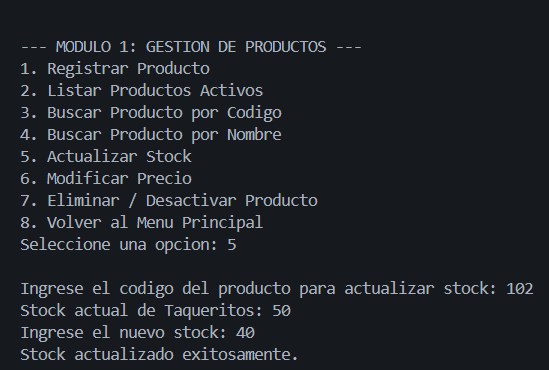 --- MODULO 1: GESTION DE PRODUCTOS ---
1. Registrar Producto
2. Listar Productos Activos
3. Buscar Producto por Codigo
4. Buscar Producto por Nombre
5. Actualizar Stock
6. Modificar Precio
7. Eliminar / Desactivar Producto
8. Volver al Menu Principal
Seleccione una opcion: 5
Ingrese el codigo del producto para actualizar stock: 102
Stock actual de Taqueritos: 50
Ingrese el nuevo stock: 40
Stock actualizado exitosamente.